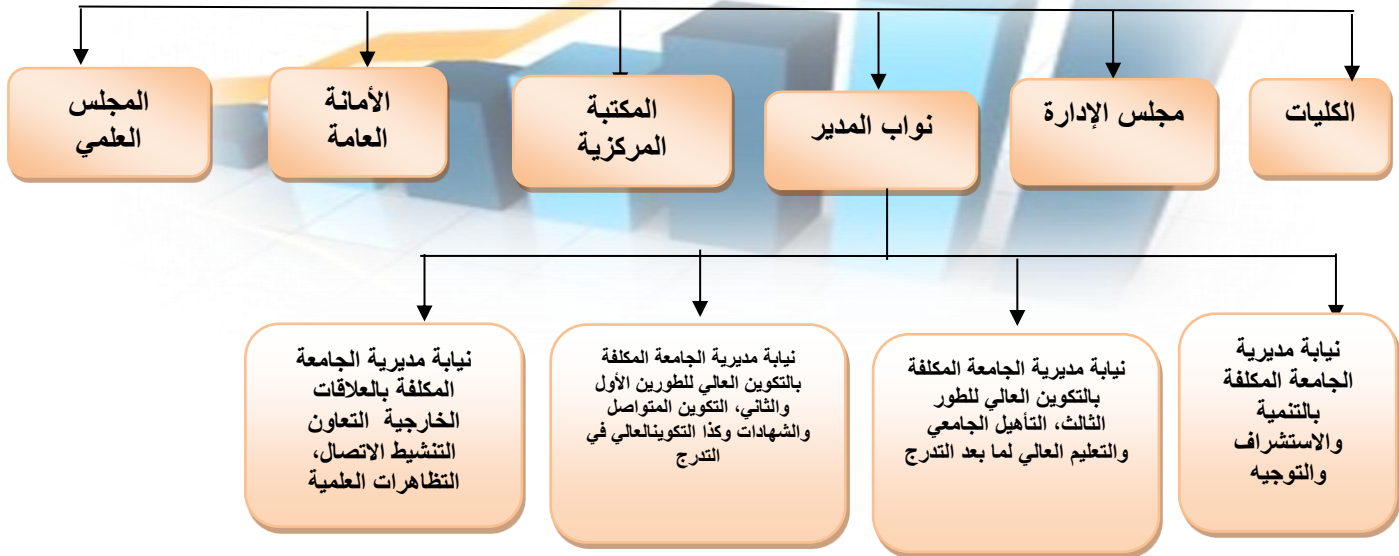 الكليات
مجلس الإدارة
نواب المدير
المكتبة
المركزية
الأمانة
العامة
المجلس
العلمي
نيابة مديرية
الجامعة المكلفة
بالتنمية
والاستشراف
والتوجيه
نيابة مديرية الجامعة المكلفة
بالتكوين العالي للطور
الثالث، التأهيل الجامعي
والتعليم العالي لما بعد التدرج
نيابة مديرية الجامعة المكلفة
بالتكوين العالي للطورين الأول
والثاني، التكوين المتواصل
والشهادات وكذا التكوينالعالي في
التدرج
نيابة مديرية الجامعة
المكلفة بالعلاقات
الخارجية التعاون
التنشيط الاتصال،
التظاهرات العلمية